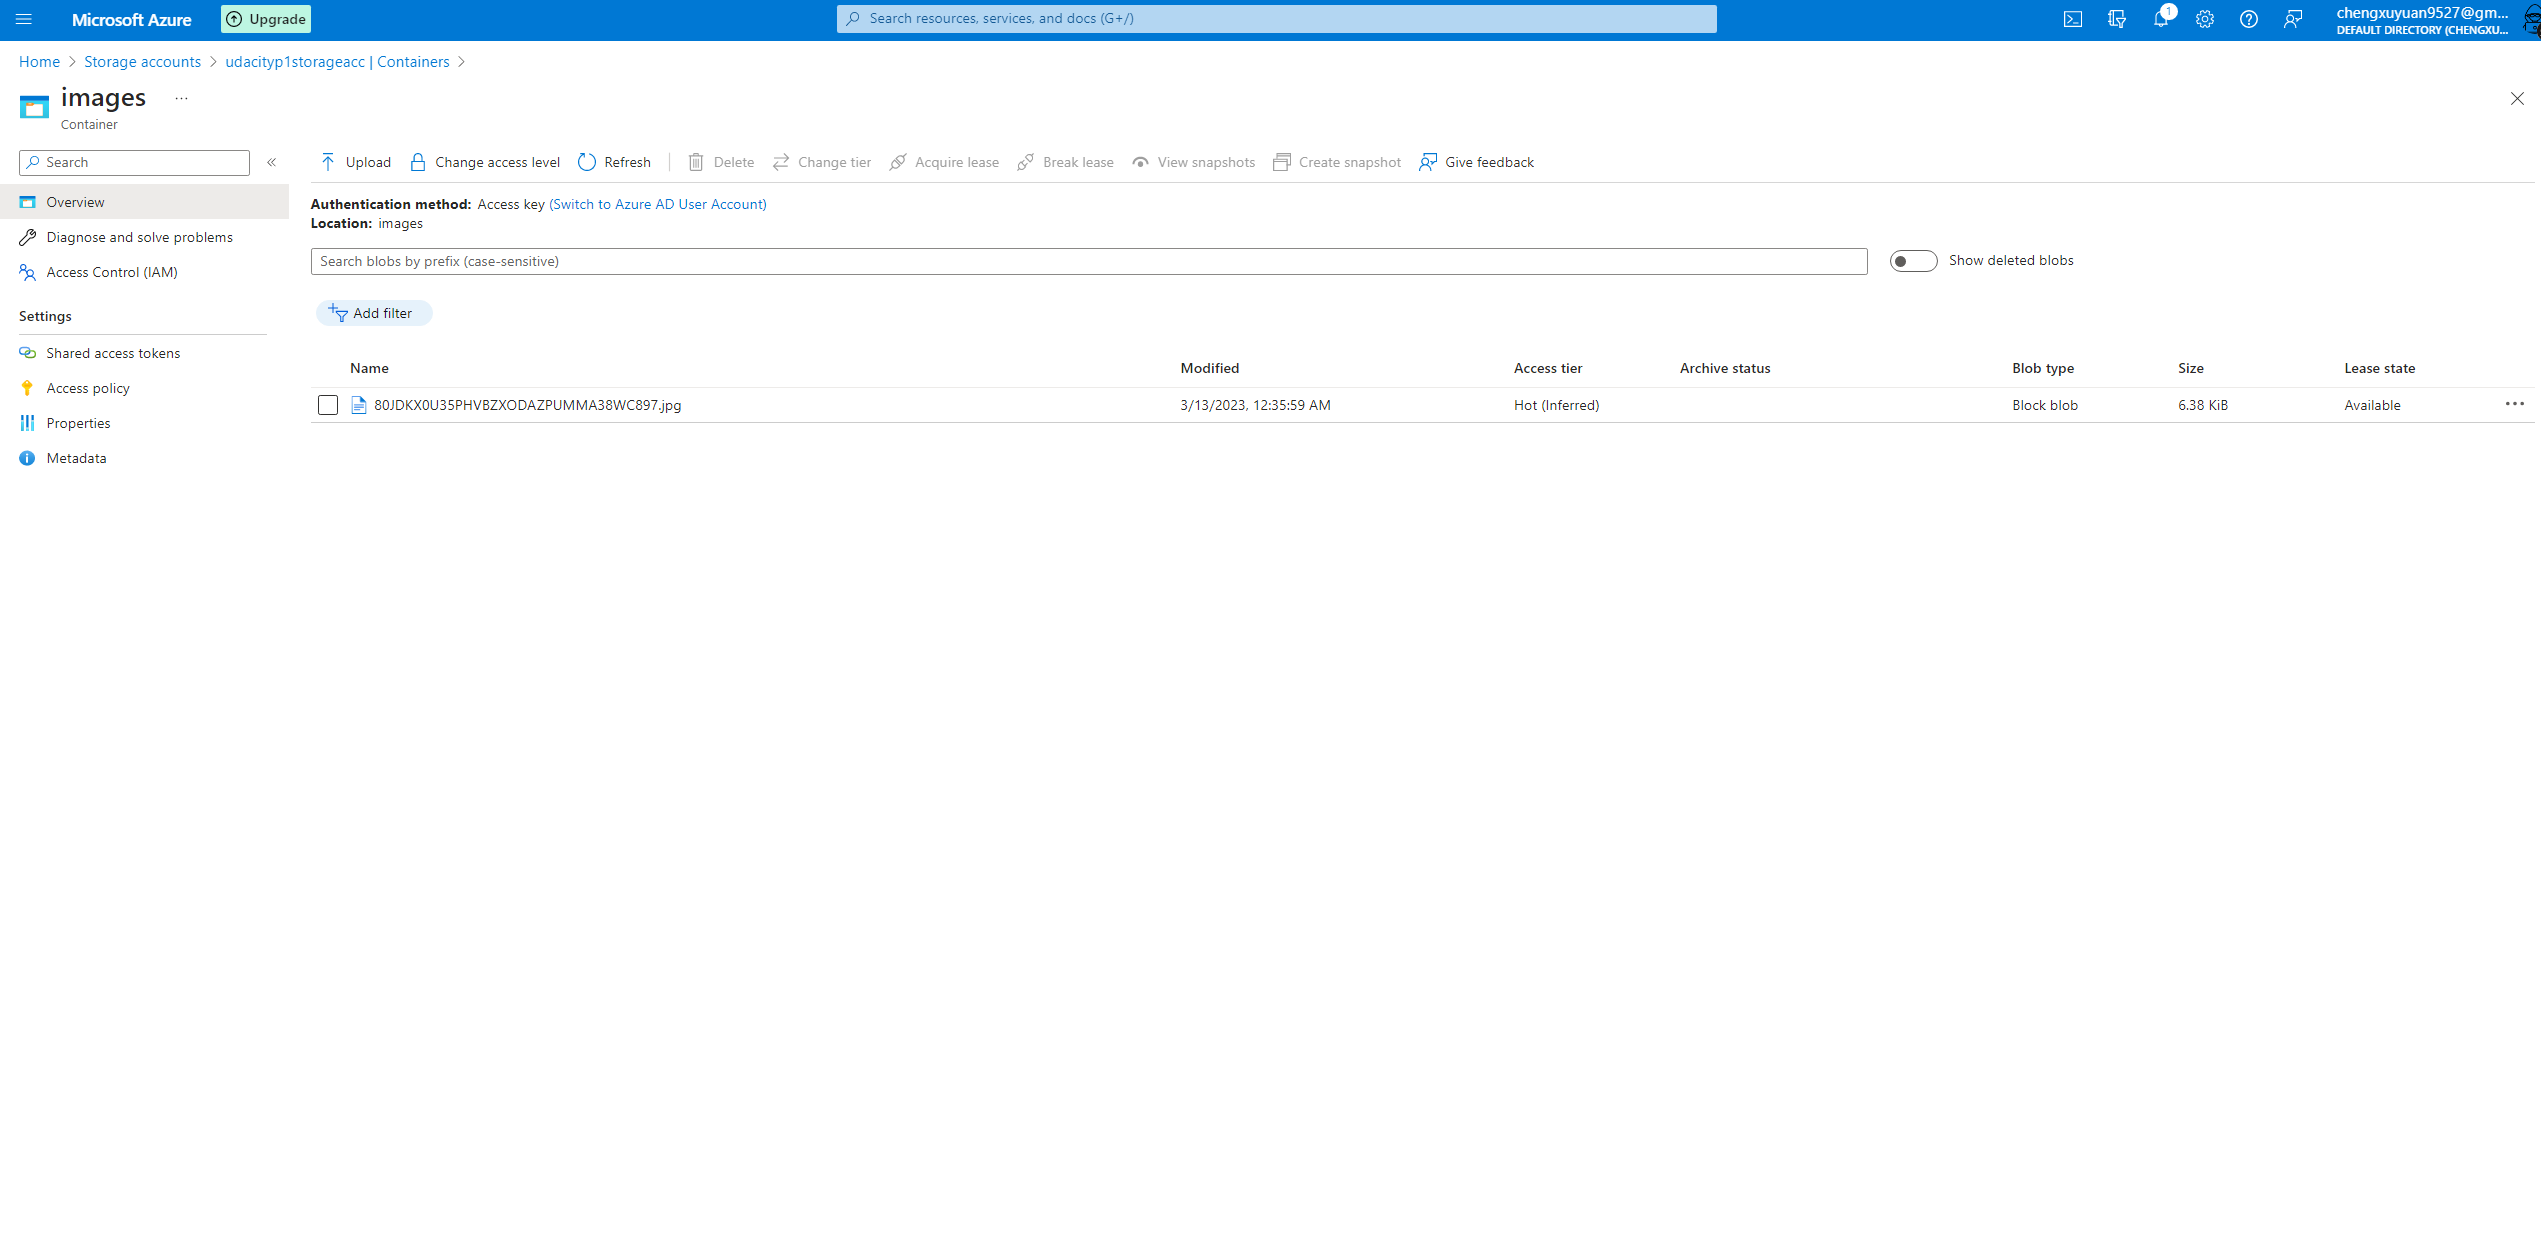 Microsoft Azure
Upgrade
Search resources, services, and docs (G+/)
1
chengxuyuan9527@gm...
DEFAULT DIRECTORY (CHENGXU...
Home > Storage accounts > udacityp1storageacc | Containers >
images ...
Container
Search «
Upload Change access level Refresh Delete Change tier Acquire lease Break lease View snapshots Create snapshot Give feedback
Overview
Diagnose and solve problems
Access Control (IAM)
Settings
Shared access tokens
Access policy
Properties
Metadata
Authentication method: Access key (Switch to Azure AD User Account)
Location: images
Search blobs by prefix (case-sensitive)
Show deleted blobs
Add filter
Name Modified Access tier Archive status Blob type Size Lease state
80JDKX0U35PHVBZXODAZPUMMA38WC897.jpg 3/13/2023, 12:35:59 AM Hot (Inferred) Block blob 6.38 KiB Available ...